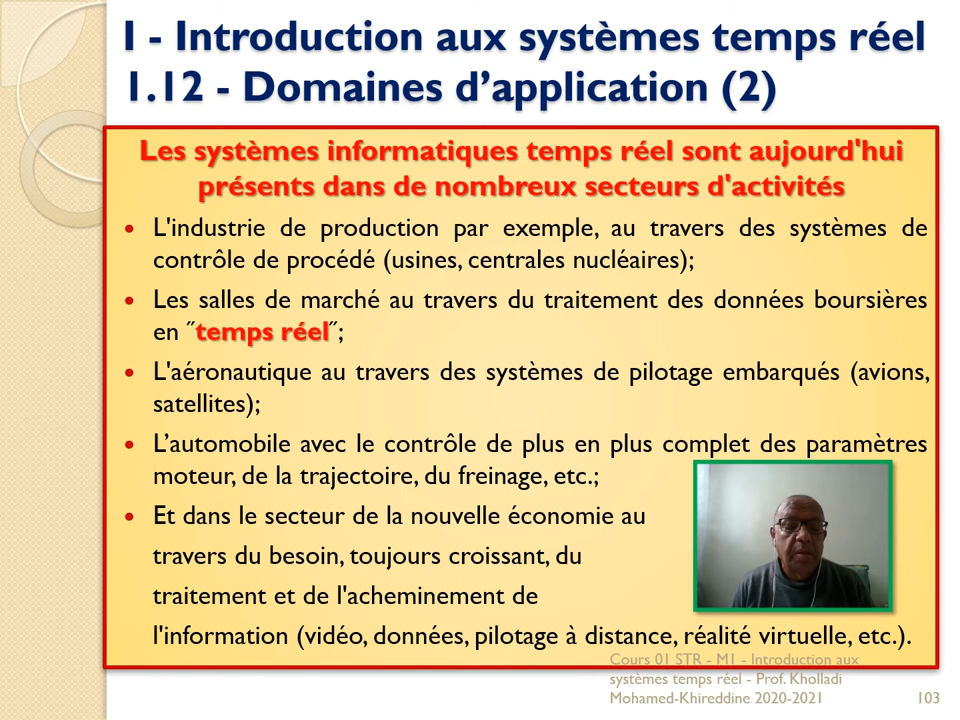 I - Introduction aux systèmes temps réel
1.12 - Domaines d’application (2)
Les systèmes informatiques temps réel sont aujourd'hui
présents dans de nombreux secteurs d'activités
• L'industrie de production par exemple, au travers des systèmes de
contrôle de procédé (usines, centrales nucléaires);
• Les salles de marché au travers du traitement des données boursières
en ˝temps réel˝;
• L'aéronautique au travers des systèmes de pilotage embarqués (avions,
satellites);
• L’automobile avec le contrôle de plus en plus complet des paramètres
moteur, de la trajectoire, du freinage, etc.;
• Et dans le secteur de la nouvelle économie au
travers du besoin, toujours croissant, du
traitement et de l'acheminement de
l'information (vidéo, données, pilotage à distance, réalité virtuelle, etc.).
Cours 01 STR - M1 - Introduction aux
systèmes temps réel - Prof. Kholladi
Mohamed-Khireddine 2020-2021
103